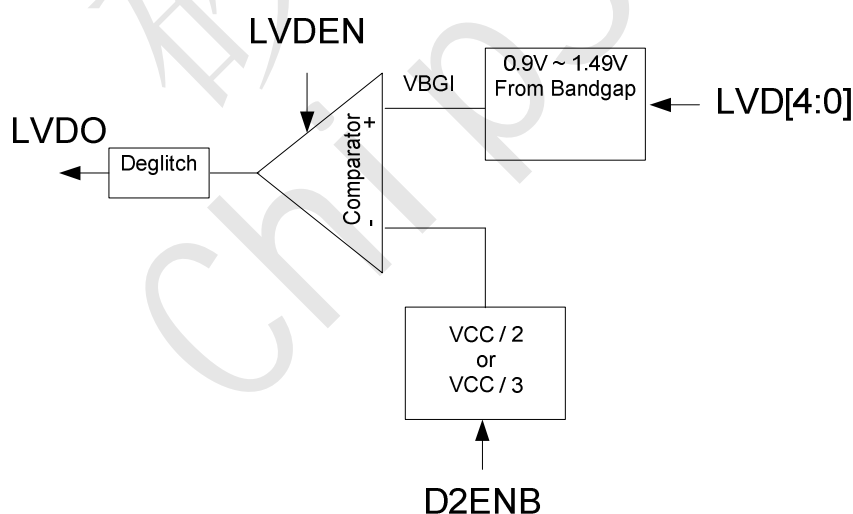 LVDEN
VBGI
0.9V ~ 1.49V
From Bandgap
LVD[4:0]
LVDO
Deglitch
Comparator
+
-
VCC / 2
or
VCC / 3
D2ENB